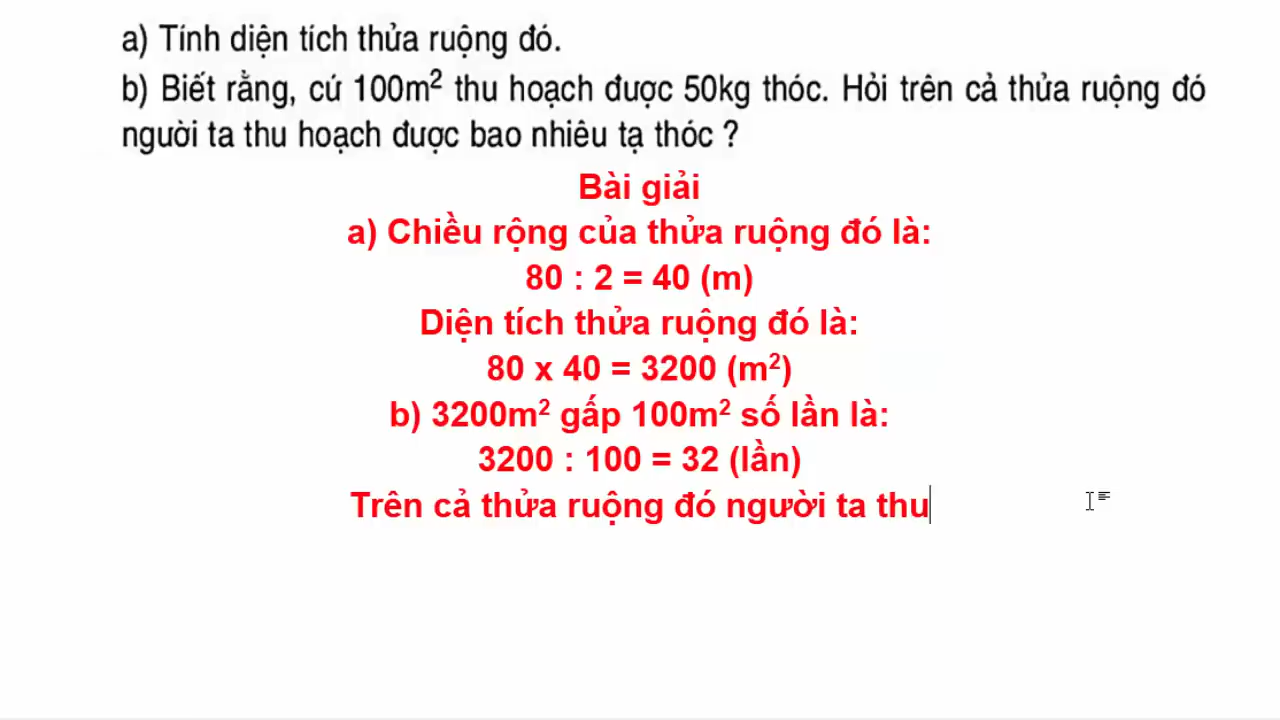 a) Tính diện tích thửa ruộng đó.
b) Biết rằng, cứ 100m² thu hoạch được 50kg thóc. Hỏi trên cả thửa ruộng đó
người ta thu hoạch được bao nhiêu tạ thóc ?
Bài giải
a) Chiều rộng của thửa ruộng đó là:
80 : 2 = 40 (m)
Diện tích thửa ruộng đó là:
80 x 40 = 3200 (m²)
b) 3200m² gấp 100m² số lần là:
3200 : 100 = 32 (lần)
Trên cả thửa ruộng đó người ta thu